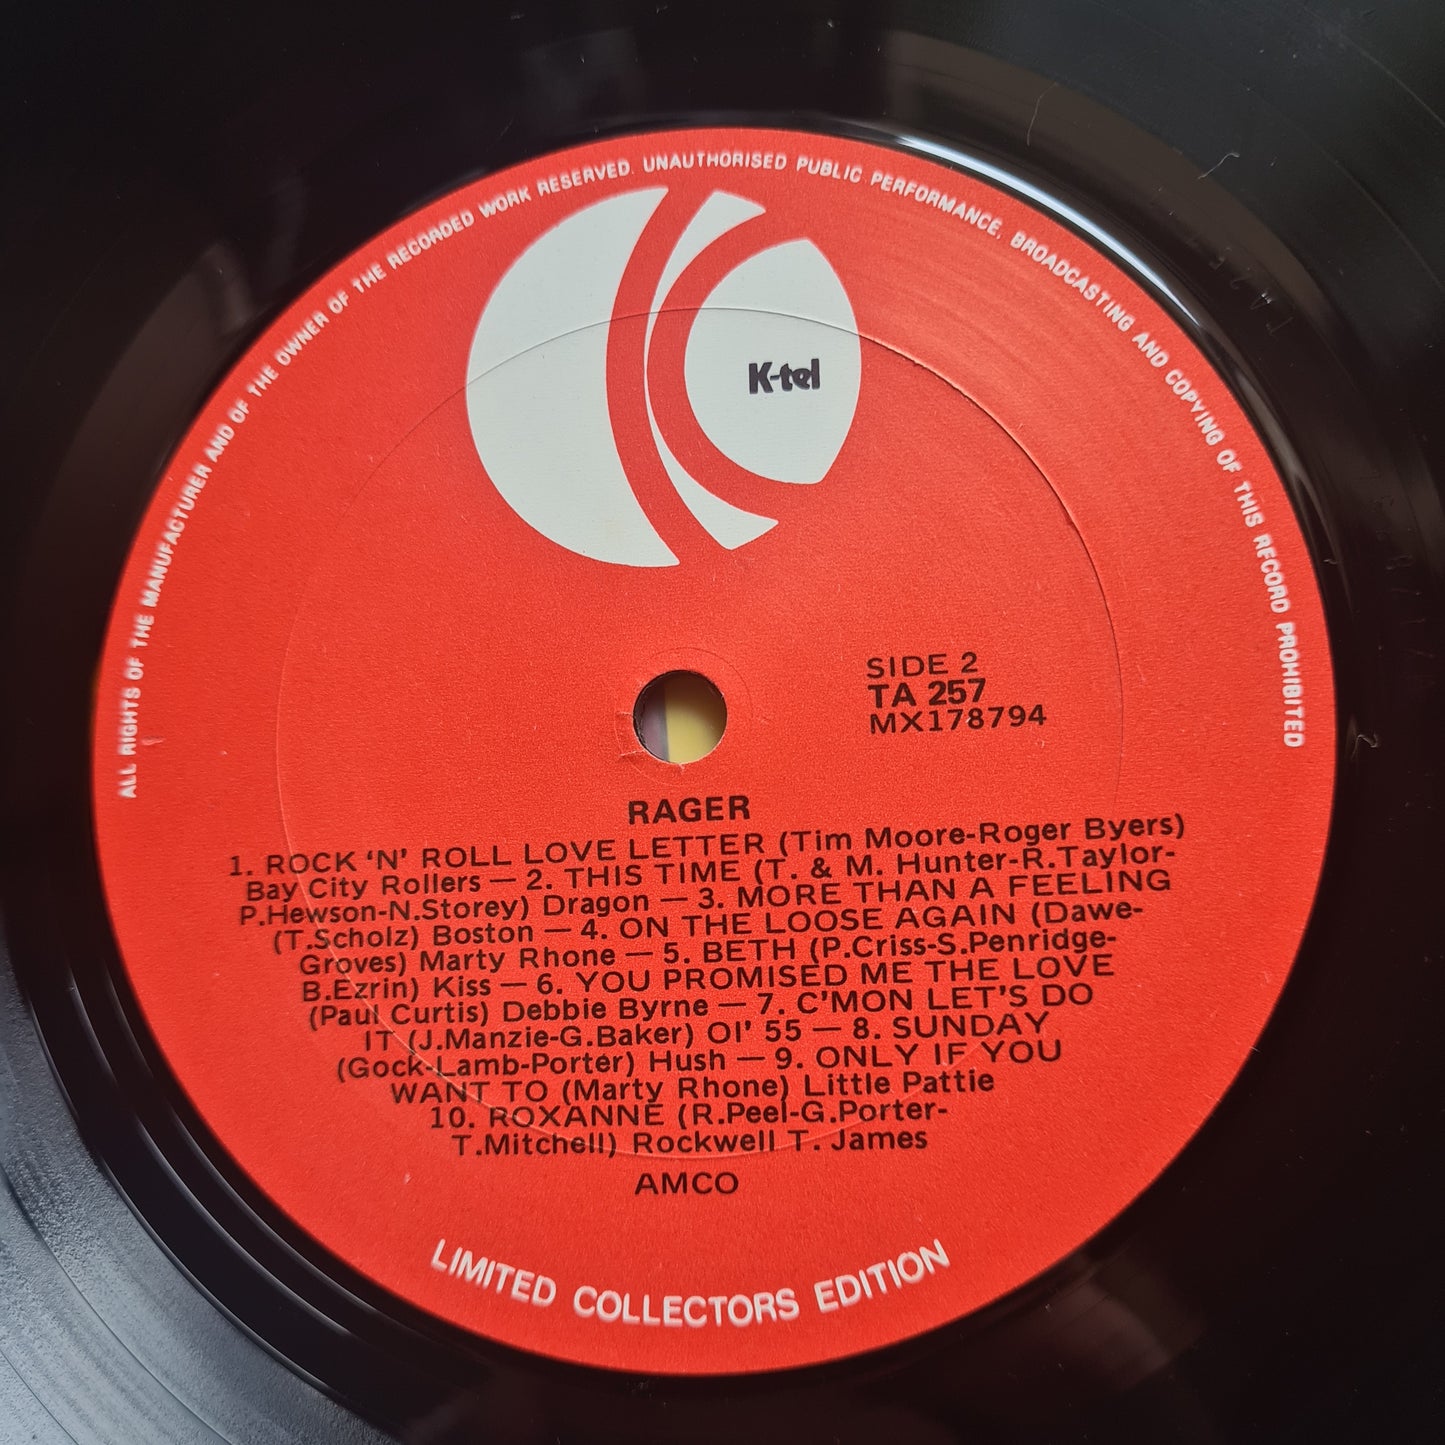 ALL RIGHTS OF THE MANUFACTURER AND OF THE OWNER OF THE RECORDED WORK RESERVED. UNAUTHORISED PUBLIC PERFORMANCE, BROADCASTING AND COPYING OF THIS RECORD PROHIBITED
K-tel
SIDE 2
TA 257
MX178794
RAGER
1. ROCK 'N' ROLL LOVE LETTER (Tim Moore-Roger Byers)
Bay City Rollers — 2. THIS TIME (T. & M. Hunter-R.Taylor-
P.Hewson-N.Storey) Dragon — 3. MORE THAN A FEELING
(T.Scholz) Boston — 4. ON THE LOOSE AGAIN (Dawe-
Groves) Marty Rhone — 5. BETH (P.Criss-S.Penridge-
B.Ezrin) Kiss — 6. YOU PROMISED ME THE LOVE
(Paul Curtis) Debbie Byrne — 7. C'MON LET'S DO
IT (J.Manzie-G.Baker) Ol' 55 — 8. SUNDAY
(Gock-Lamb-Porter) Hush — 9. ONLY IF YOU
WANT TO (Marty Rhone) Little Pattie
10. ROXANNE (R.Peel-G.Porter-
T.Mitchell) Rockwell T. James
AMCO
LIMITED COLLECTORS EDITION